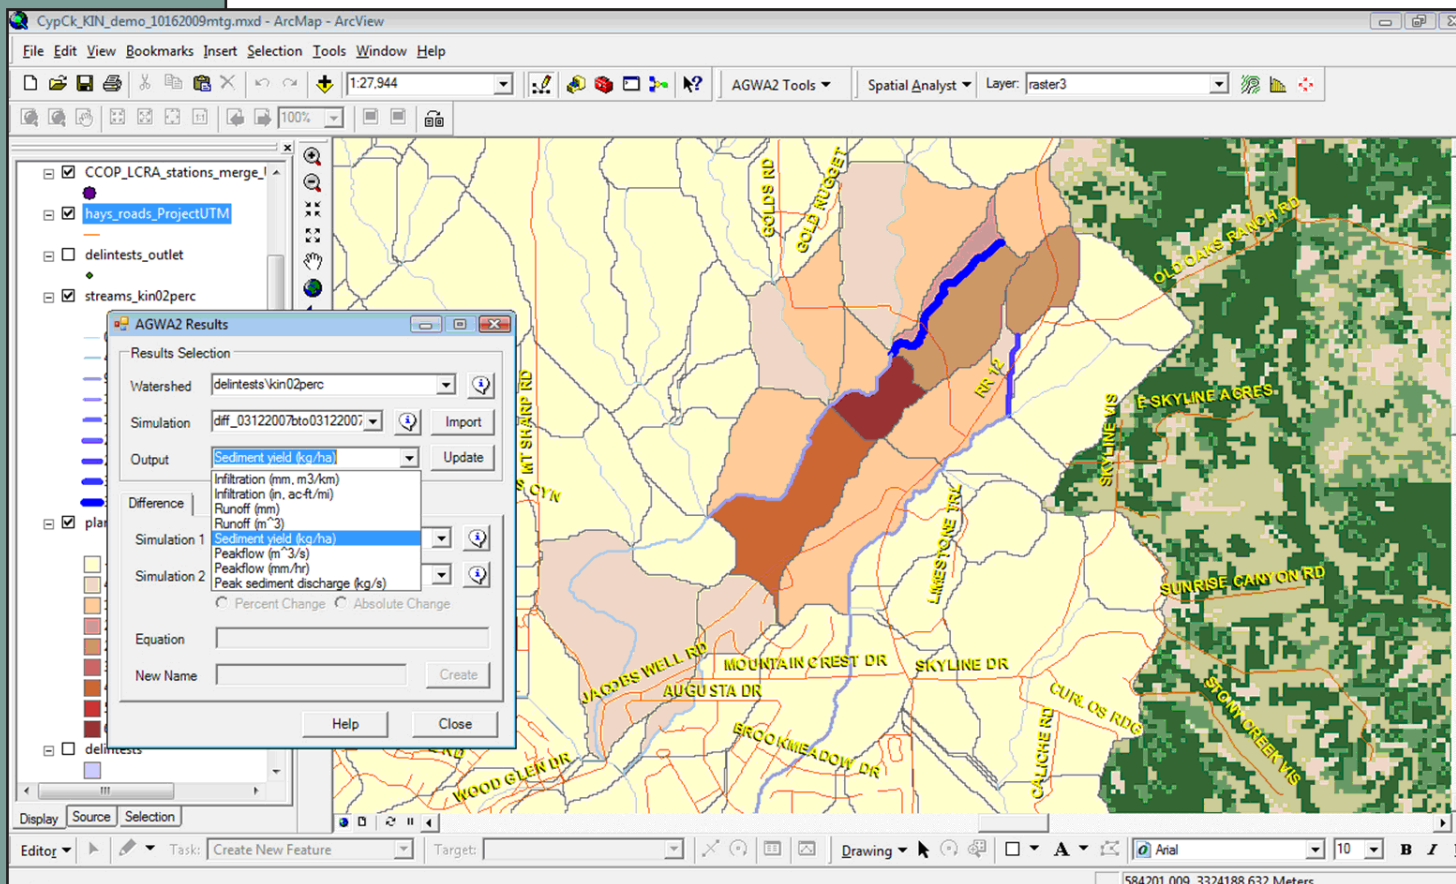 CypCk_KIN_demo_10162009mtg.mxd - ArcMap - ArcView
File Edit View Bookmarks Insert Selection Tools Window Help
1:27,944 AGWA2 Tools Spatial Analyst Layer: raster3
100%
CCOP_LCRA_stations_merge_
hays_roads_ProjectUTM
delintests_outlet
streams_kin02perc
AGWA2 Results
Results Selection
Watershed delintests\kin02perc
Simulation diff_03122007bto03122007 Import
Output Sediment yield (kg/ha) Update
Infiltration (mm, m3/km)
Infiltration (in, ac-ft/mi)
Runoff (mm)
Runoff (m^3)
Sediment yield (kg/ha)
Peakflow (m^3/s)
Peakflow (mm/hr)
Peak sediment discharge (kg/s)
Difference
Simulation 1
Simulation 2
Percent Change Absolute Change
Equation
New Name Create
Help Close
plan
delintests
Display Source Selection
GOLDS RD
GOLD NUGGET
OLD OAKS RANCH RD
MT SHARP RD
RR 12
E SKYLINE ACRES
SKYLINE VIS
S CYN
LIMESTONE TRL
SUNRISE CANYON RD
JACOBS WELL RD
MOUNTAIN CREST DR
SKYLINE DR
AUGUSTA DR
CURLOS RDG
STONY CREEK VIS
BROOKMEADOW DR
CALICHE RD
WOOD GLEN DR
RD
Editor Task: Create New Feature Target: Drawing A Arial 10 B I
584201.009 3324188.632 Meters